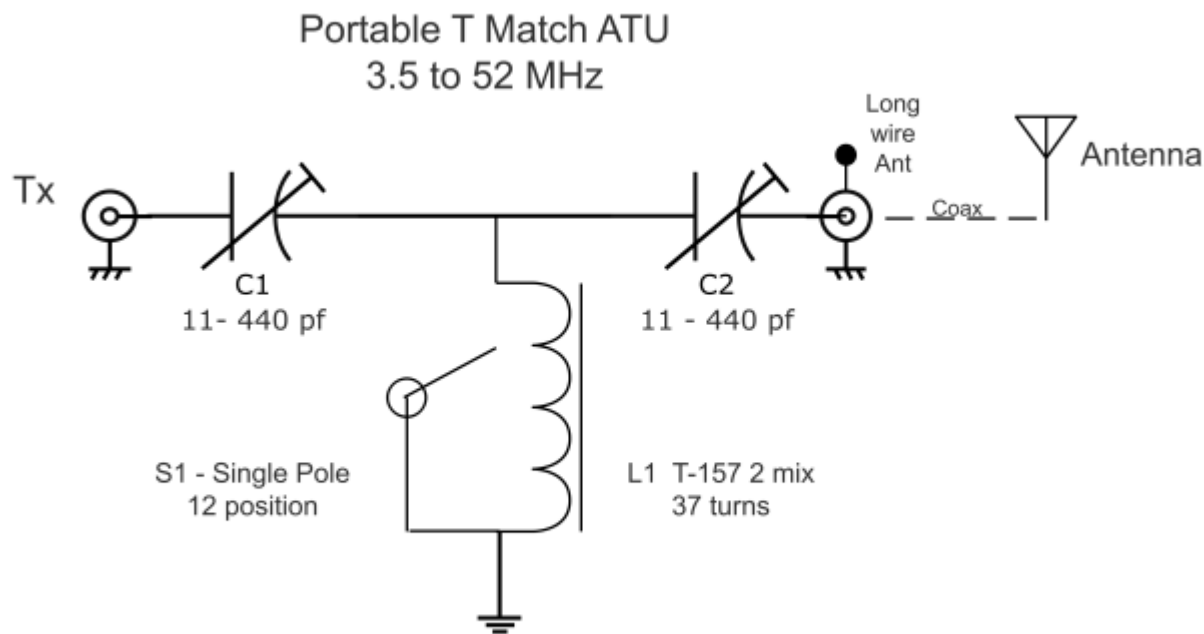 Portable T Match ATU
3.5 to 52 MHz
Long
wire
Ant
Antenna
Tx
Coax
C1
11- 440 pf
C2
11 - 440 pf
S1 - Single Pole
12 position
L1 T-157 2 mix
37 turns